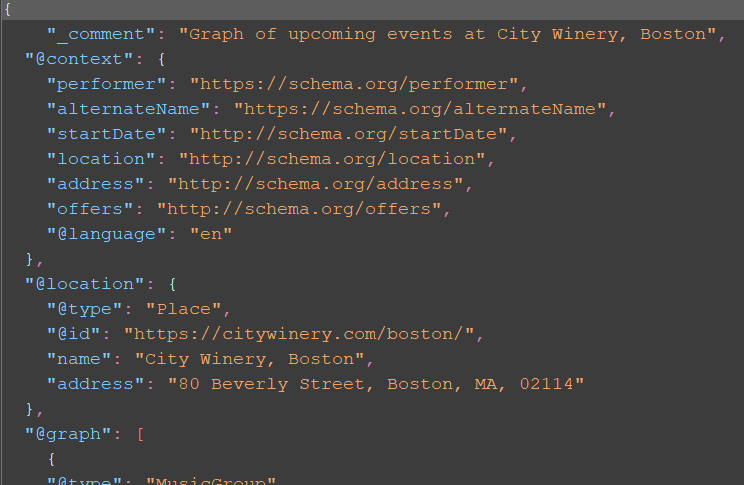 {
"_comment": "Graph of upcoming events at City Winery, Boston",
"@context": {
"performer": "https://schema.org/performer",
"alternateName": "https://schema.org/alternateName",
"startDate": "http://schema.org/startDate",
"location": "http://schema.org/location",
"address": "http://schema.org/address",
"offers": "http://schema.org/offers",
"@language": "en"
},
"@location": {
"@type": "Place",
"@id": "https://citywinery.com/boston/",
"name": "City Winery, Boston",
"address": "80 Beverly Street, Boston, MA, 02114"
},
"@graph": [
{
"@type": "MusicGroup"